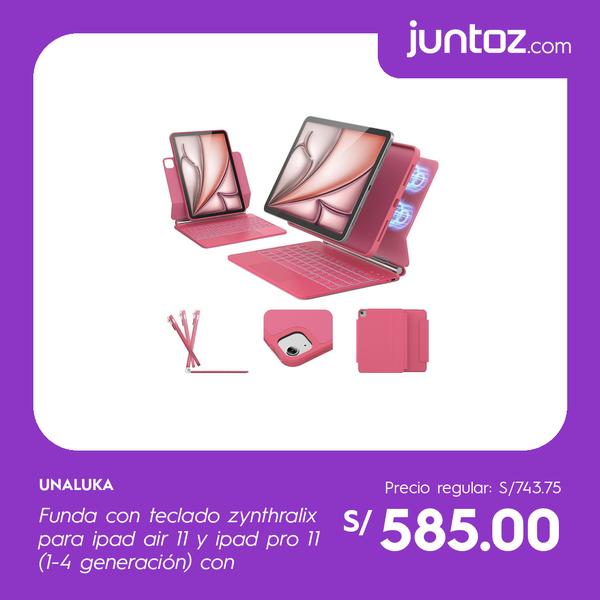 juntoz.com
UNALUKA
Funda con teclado zynthralix
para ipad air 11 y ipad pro 11
(1-4 generación) con
Precio regular: S/743.75
S/ 585.00